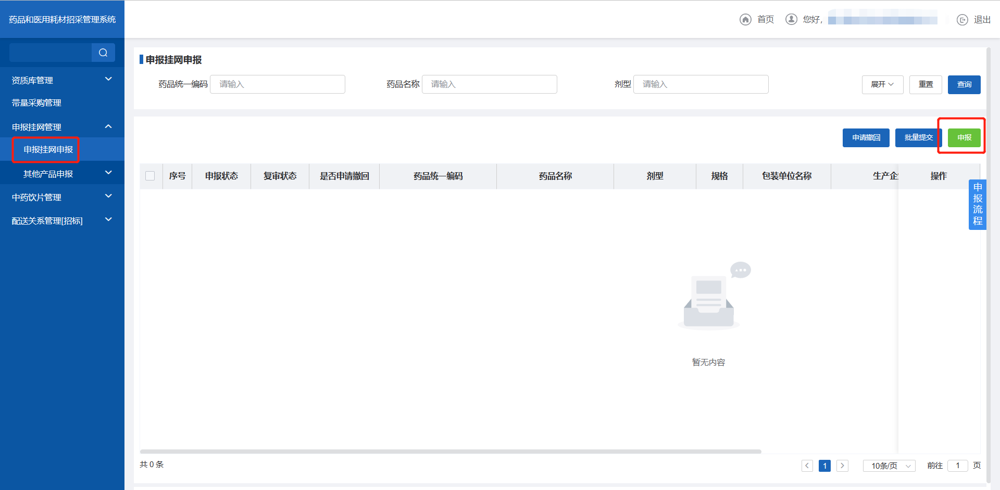 药品和医用耗材招采管理系统
首页 您好, 退出
资质库管理
带量采购管理
申报挂网管理
申报挂网申报
其他产品申报
中药饮片管理
配送关系管理[招标]
申报挂网申报
药品统一编码 请输入 药品名称 请输入 剂型 请输入 展开 重置 查询
申请撤回 批量提交 申报
序号 申报状态 复审状态 是否申请撤回 药品统一编码 药品名称 剂型 规格 包装单位名称 生产企 操作
申
报
流
程
暂无内容
共 0 条 1 10条/页 前往 1 页